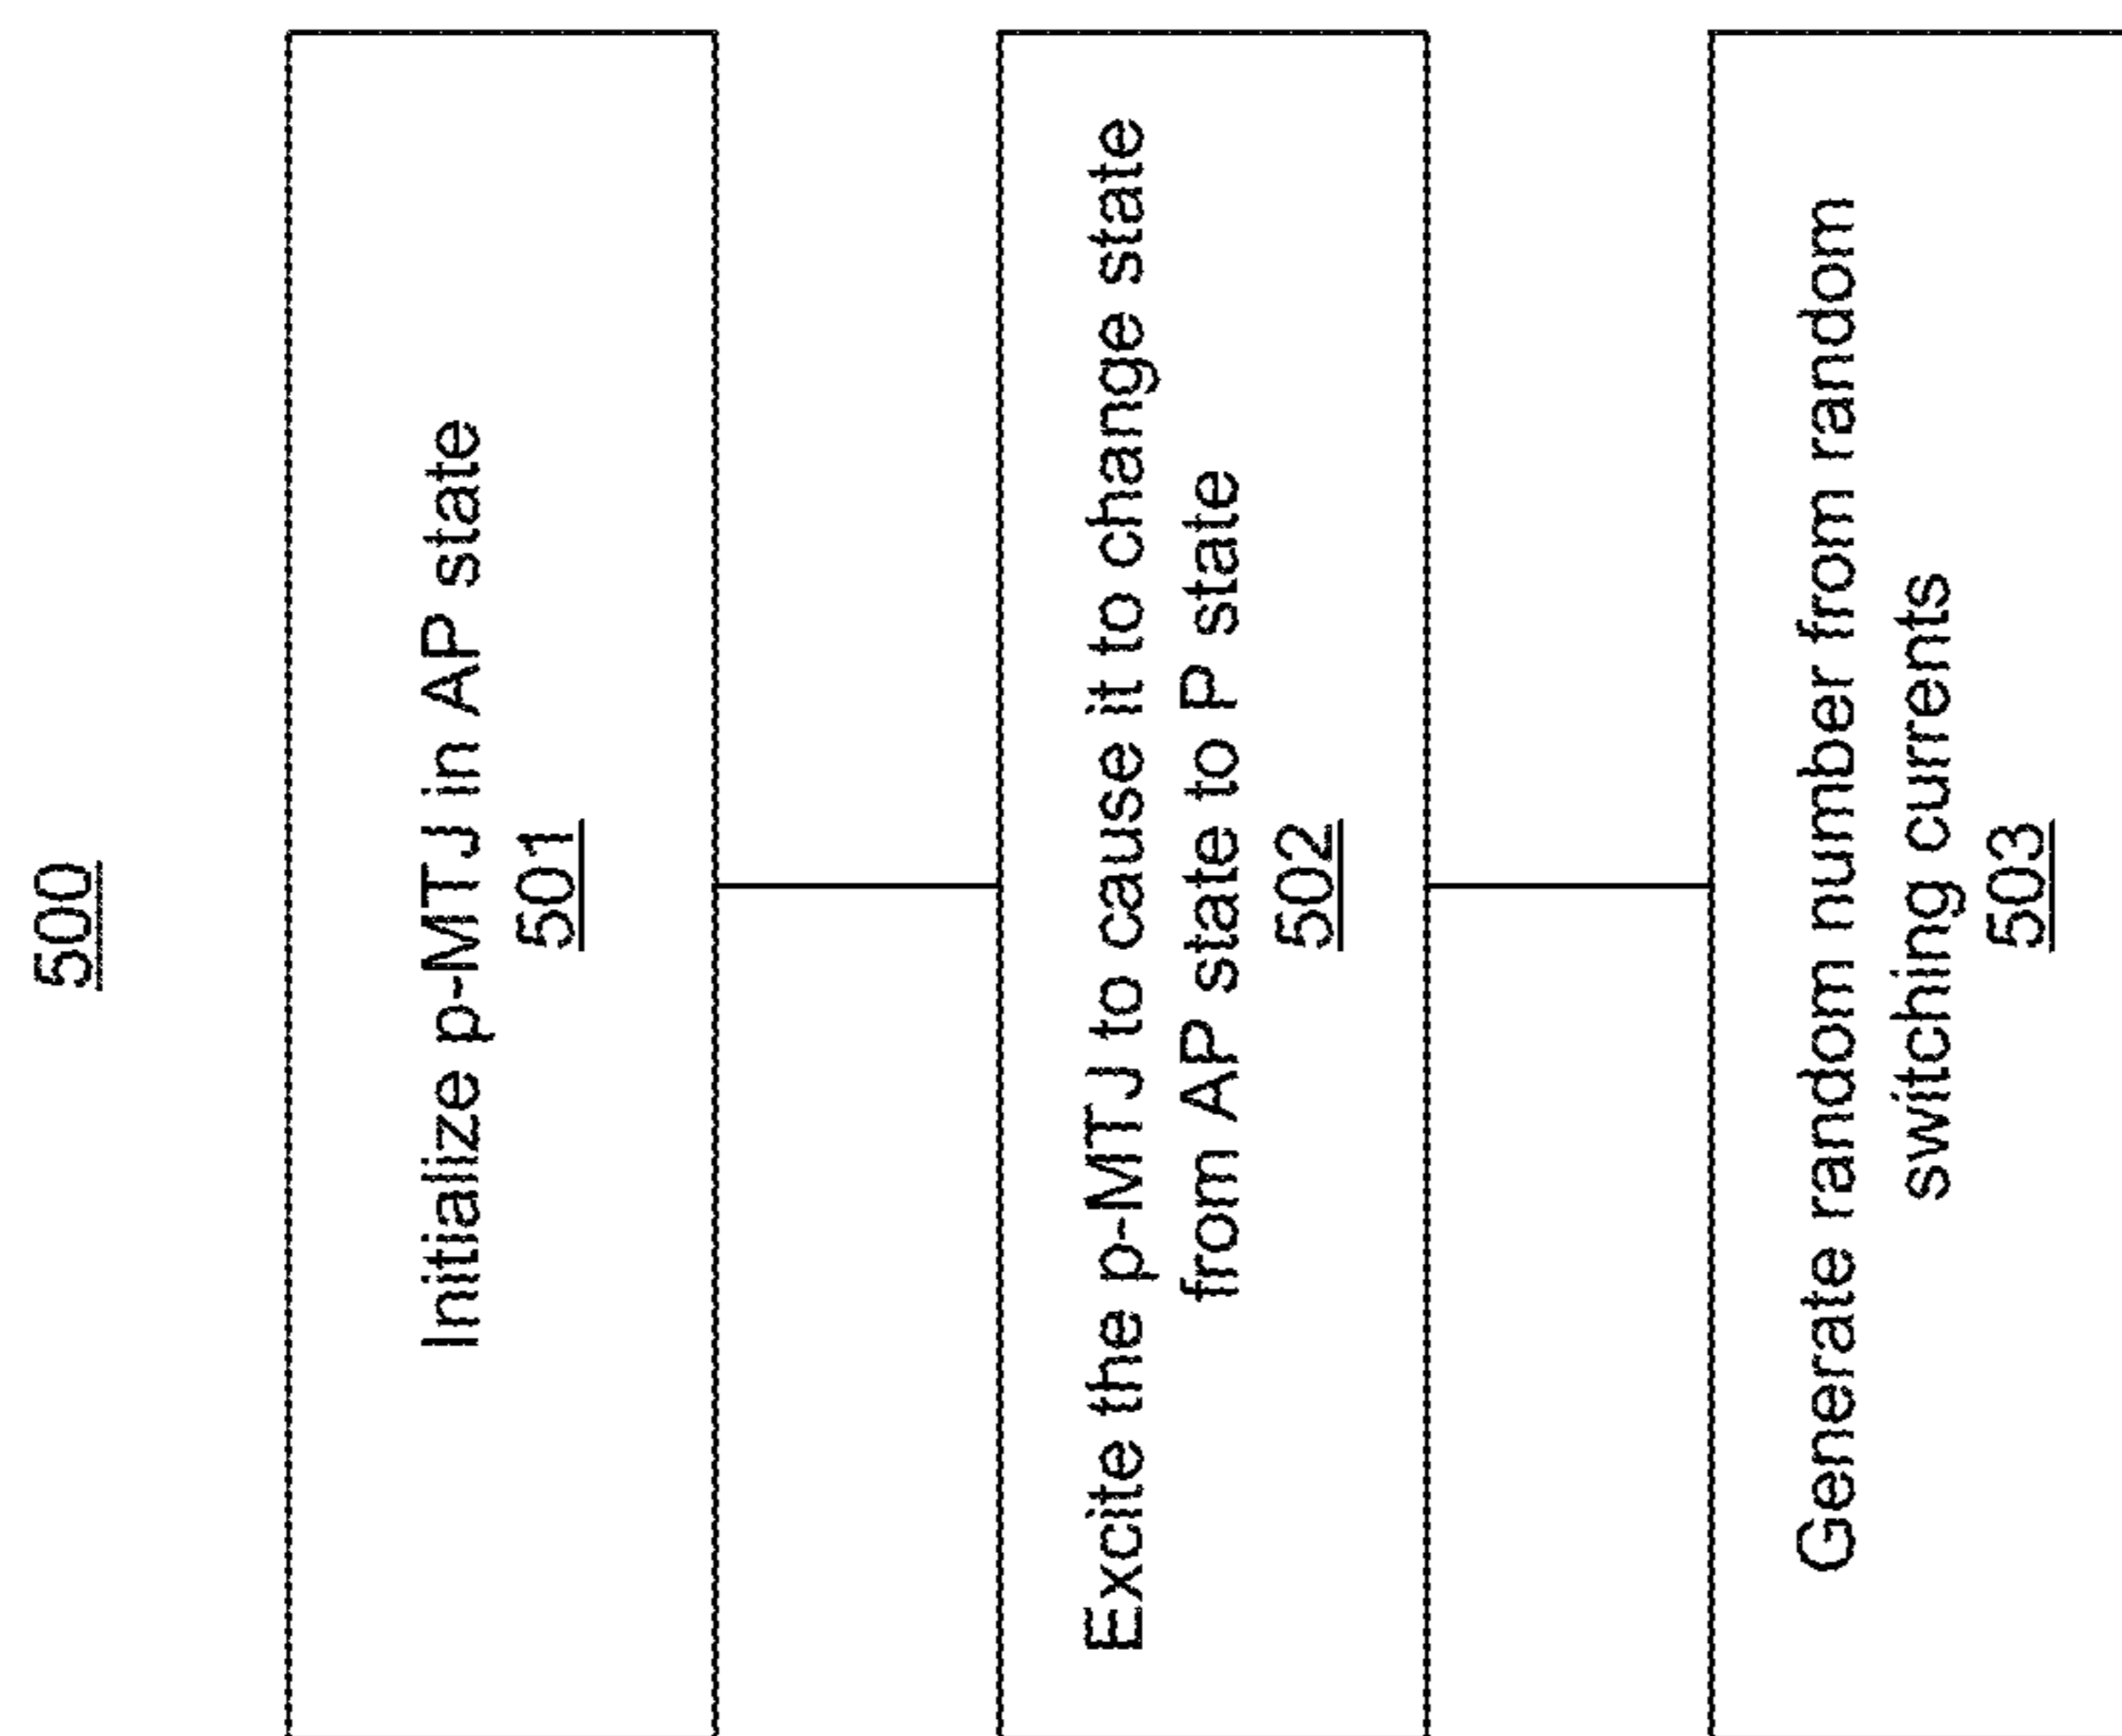 500
Initialize p-MTJ in AP state
501
Excite the p-MTJ to cause it to change state
from AP state to P state
502
Generate random number from random
switching currents
503